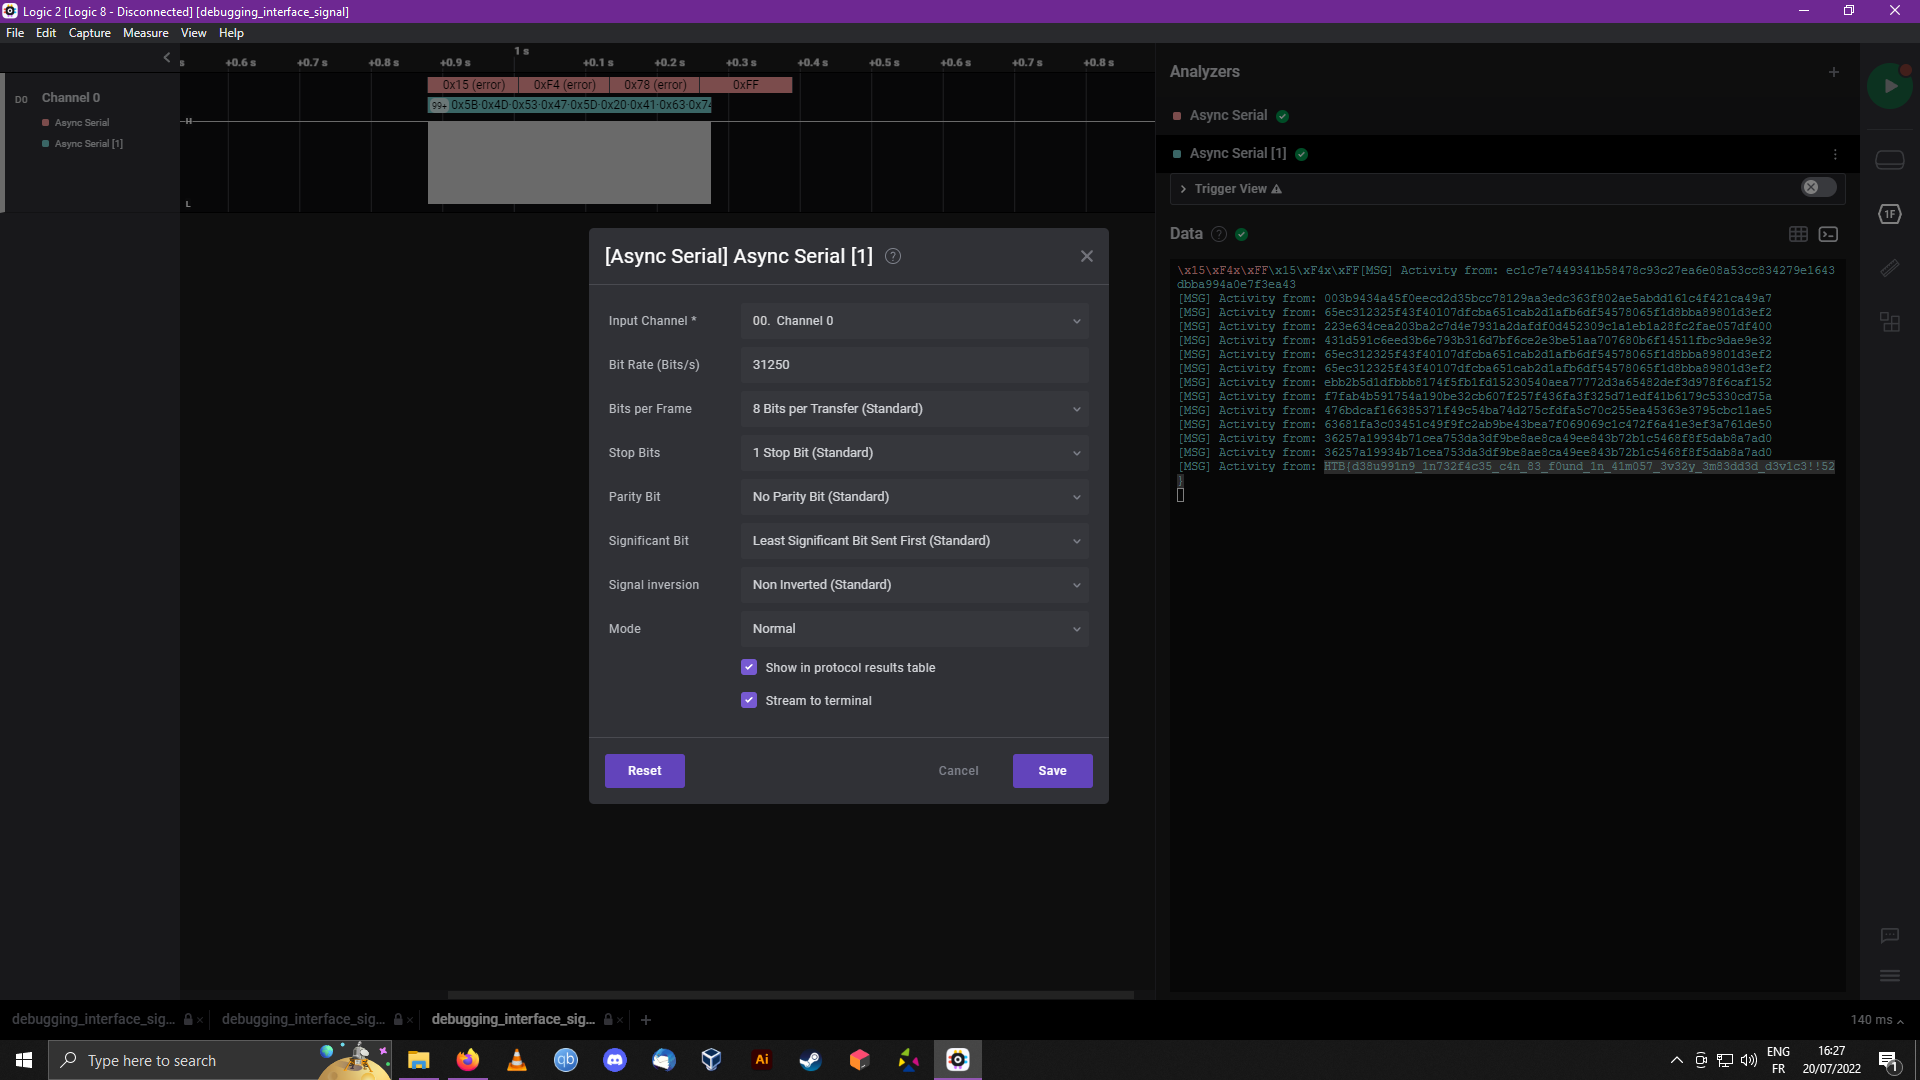 Logic 2 [Logic 8 - Disconnected] [debugging_interface_signal]
File Edit Capture Measure View Help
1 s
s +0.6 s +0.7 s +0.8 s +0.9 s +0.1 s +0.2 s +0.3 s +0.4 s +0.5 s +0.6 s +0.7 s +0.8 s
D0 Channel 0
Async Serial
Async Serial [1]
0x15 (error) 0xF4 (error) 0x78 (error) 0xFF
99+ 0x5B·0x4D·0x53·0x47·0x5D·0x20·0x41·0x63·0x74
H
L
Analyzers
Async Serial
Async Serial [1]
Trigger View
Data
\x15\xF4x\xFF\x15\xF4x\xFF[MSG] Activity from: ec1c7e7449341b58478c93c27ea6e08a53cc834279e1643
dbba994a0e7f3ea43
[MSG] Activity from: 003b9434a45f0eecd2d35bcc78129aa3edc363f802ae5abdd161c4f421ca49a7
[MSG] Activity from: 65ec312325f43f40107dfcba651cab2d1afb6df54578065f1d8bba89801d3ef2
[MSG] Activity from: 223e634cea203ba2c7d4e7931a2dafdf0d452309c1a1eb1a28fc2fae057df400
[MSG] Activity from: 431d591c6eed3b6e793b316d7bf6ce2e3be51aa707680b6f14511fbc9dae9e32
[MSG] Activity from: 65ec312325f43f40107dfcba651cab2d1afb6df54578065f1d8bba89801d3ef2
[MSG] Activity from: 65ec312325f43f40107dfcba651cab2d1afb6df54578065f1d8bba89801d3ef2
[MSG] Activity from: ebb2b5d1dfbbb8174f5fb1fd15230540aea77772d3a65482def3d978f6caf152
[MSG] Activity from: f7fab4b591754a190be32cb607f257f436fa3f325d71edf41b6179c5330cd75a
[MSG] Activity from: 476bdcaf166385371f49c54ba74d275cfdfa5c70c255ea45363e3795cbc11ae5
[MSG] Activity from: 63681fa3c03451c49f9fc2ab9be43bea7f069069c1c472f6a41e3ef3a761de50
[MSG] Activity from: 36257a19934b71cea753da3df9be8ae8ca49ee843b72b1c5468f8f5dab8a7ad0
[MSG] Activity from: 36257a19934b71cea753da3df9be8ae8ca49ee843b72b1c5468f8f5dab8a7ad0
[MSG] Activity from: HTB{d38u991n9_1n732f4c35_c4n_83_f0und_1n_41m057_3v32y_3m83dd3d_d3v1c3!!52
}
[Async Serial] Async Serial [1]
Input Channel * 00. Channel 0
Bit Rate (Bits/s) 31250
Bits per Frame 8 Bits per Transfer (Standard)
Stop Bits 1 Stop Bit (Standard)
Parity Bit No Parity Bit (Standard)
Significant Bit Least Significant Bit Sent First (Standard)
Signal inversion Non Inverted (Standard)
Mode Normal
Show in protocol results table
Stream to terminal
Reset Cancel Save
1F
debugging_interface_sig... debugging_interface_sig... debugging_interface_sig...
140 ms
Type here to search
qb
Ai
ENG
FR
16:27
20/07/2022
1